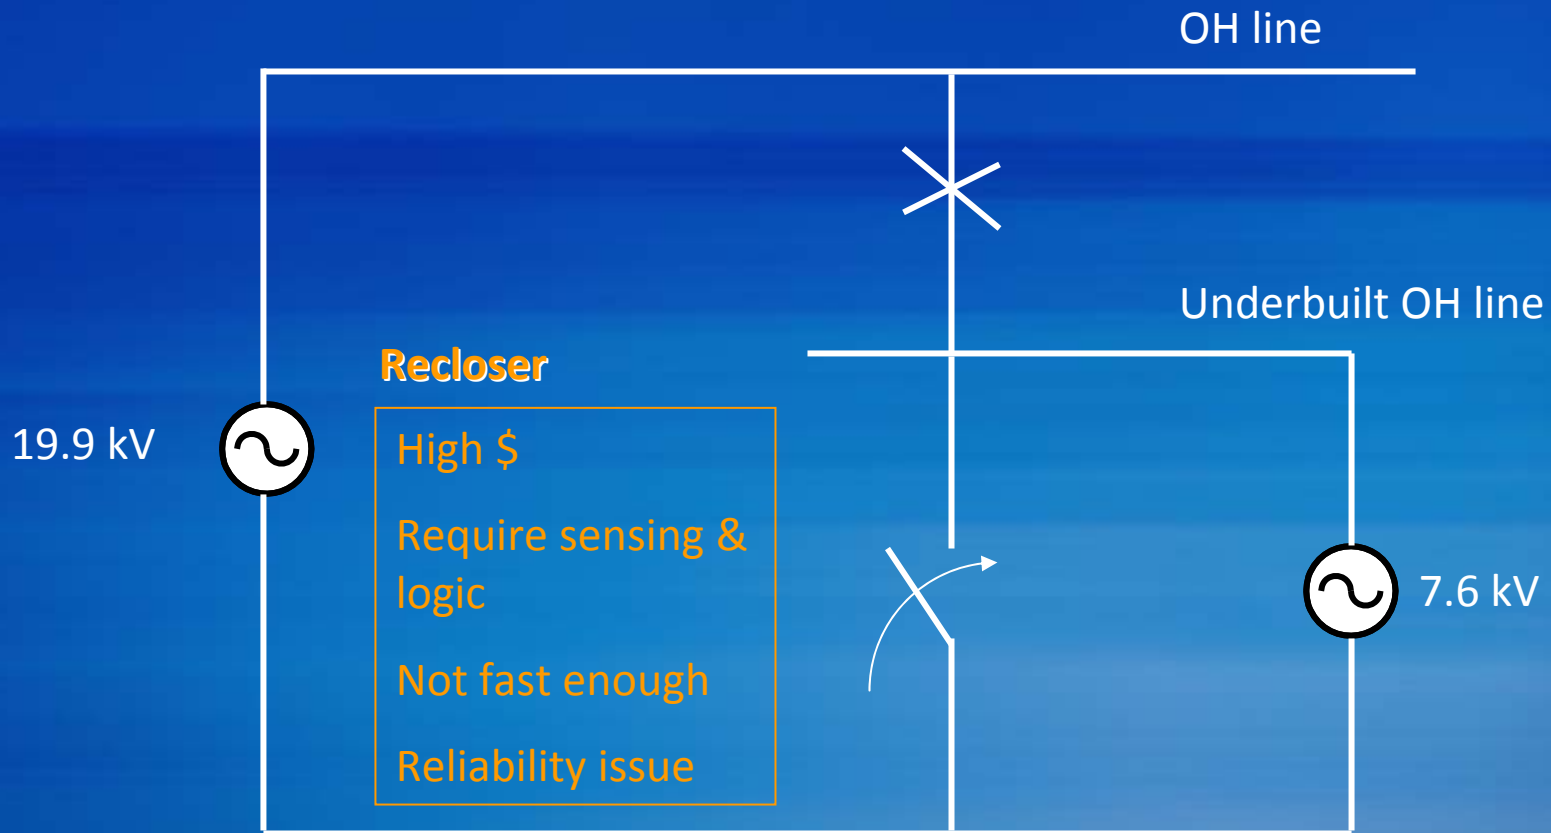 OH line
Underbuilt OH line
Recloser
19.9 kV
High $
Require sensing &
logic
Not fast enough
Reliability issue
7.6 kV